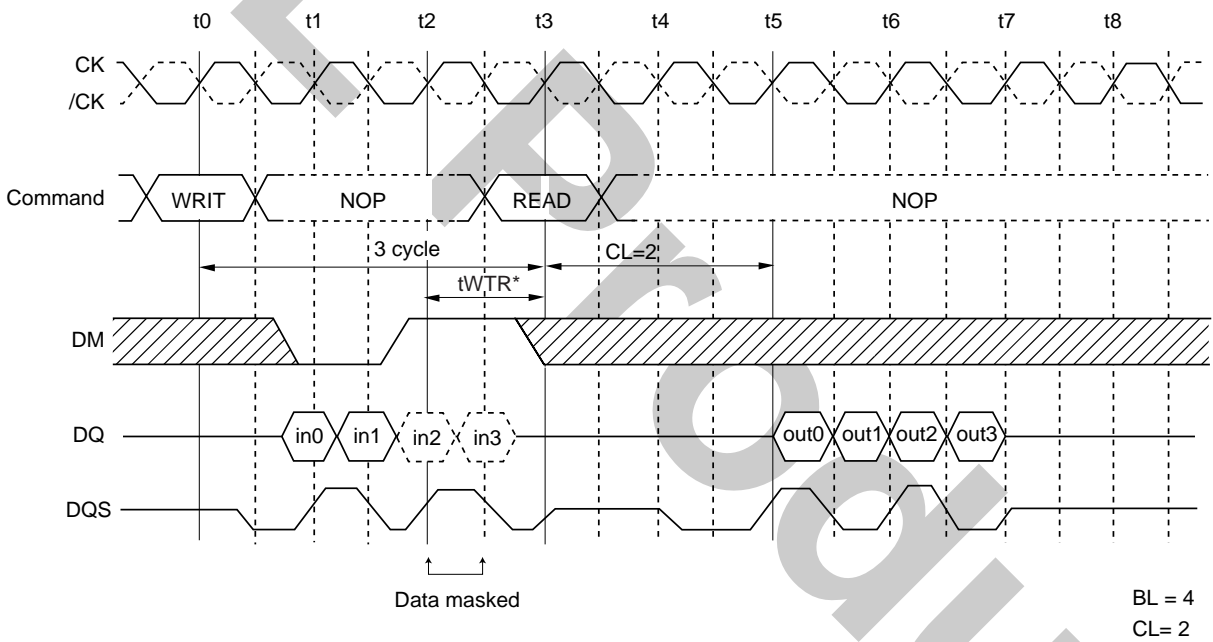 t0 t1 t2 t3 t4 t5 t6 t7 t8
CK
/CK
Command WRIT NOP READ NOP
3 cycle CL=2
tWTR*
DM
DQ in0 in1 in2 in3 out0 out1 out2 out3
DQS
Data masked
BL = 4
CL= 2